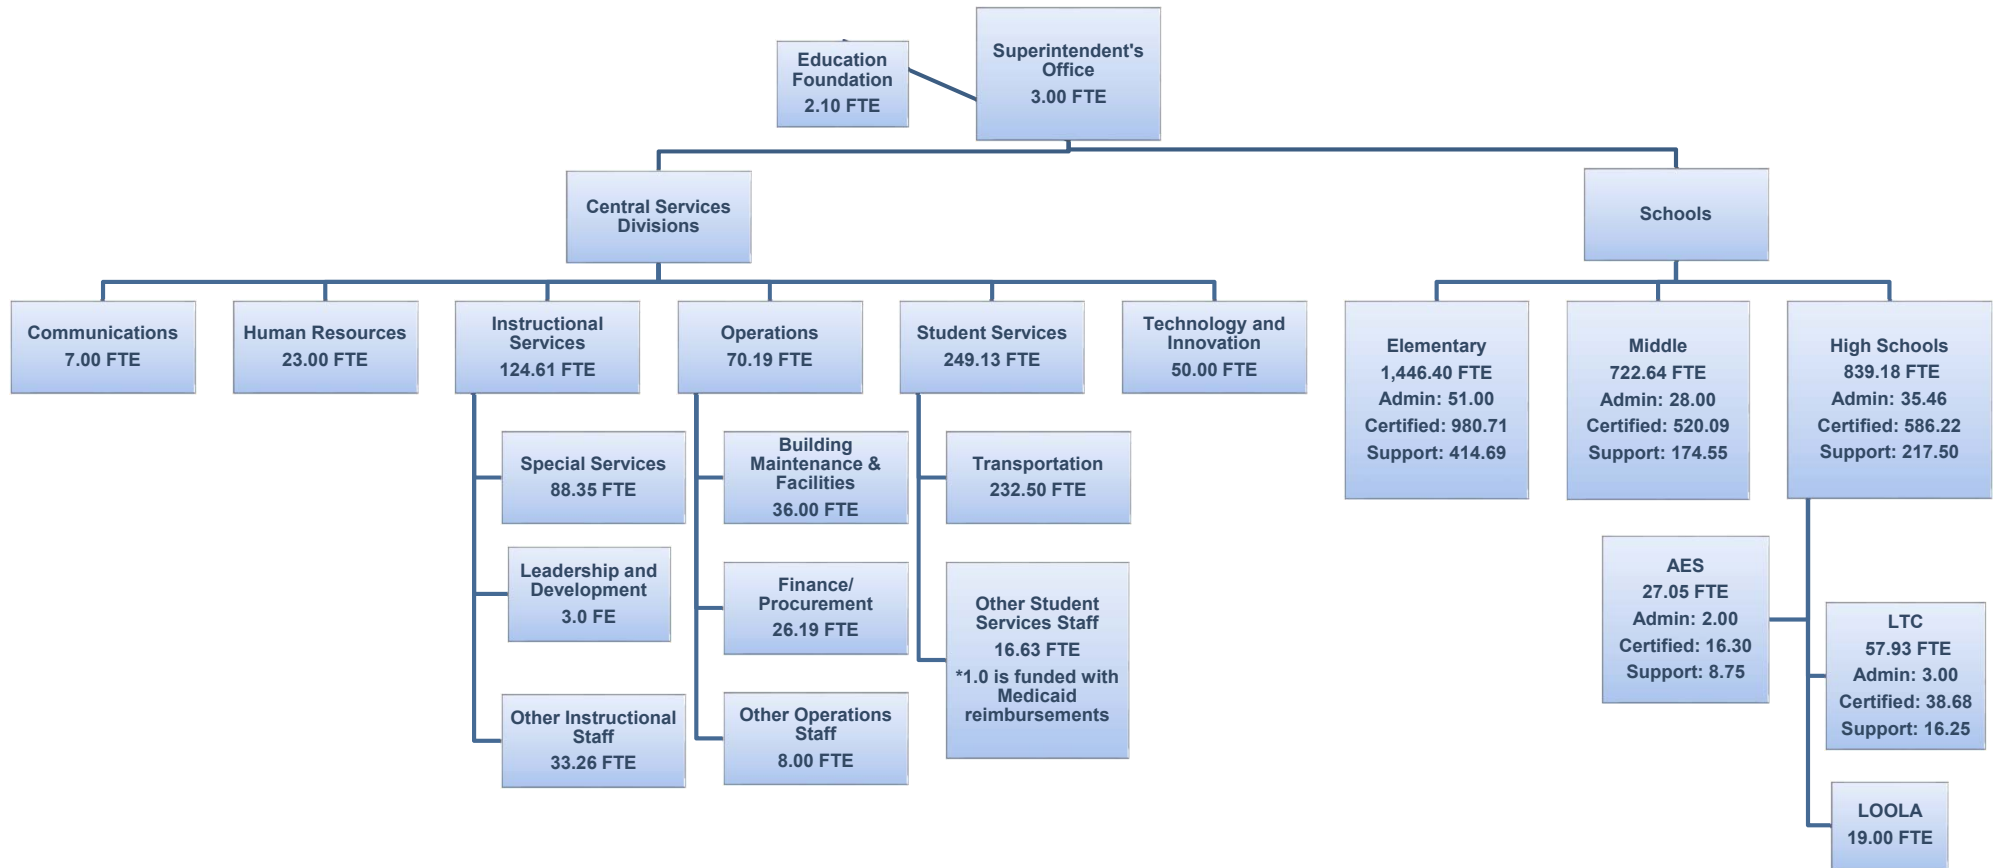 Education
Foundation
2.10 FTE
Superintendent's
Office
3.00 FTE
Central Services
Divisions
Schools
Communications
7.00 FTE
Human Resources
23.00 FTE
Instructional
Services
124.61 FTE
Operations
70.19 FTE
Student Services
249.13 FTE
Technology and
Innovation
50.00 FTE
Elementary
1,446.40 FTE
Admin: 51.00
Certified: 980.71
Support: 414.69
Middle
722.64 FTE
Admin: 28.00
Certified: 520.09
Support: 174.55
High Schools
839.18 FTE
Admin: 35.46
Certified: 586.22
Support: 217.50
Special Services
88.35 FTE
Leadership and
Development
3.0 FE
Other Instructional
Staff
33.26 FTE
Building
Maintenance &
Facilities
36.00 FTE
Finance/
Procurement
26.19 FTE
Other Operations
Staff
8.00 FTE
Transportation
232.50 FTE
Other Student
Services Staff
16.63 FTE
*1.0 is funded with
Medicaid
reimbursements
AES
27.05 FTE
Admin: 2.00
Certified: 16.30
Support: 8.75
LTC
57.93 FTE
Admin: 3.00
Certified: 38.68
Support: 16.25
LOOLA
19.00 FTE